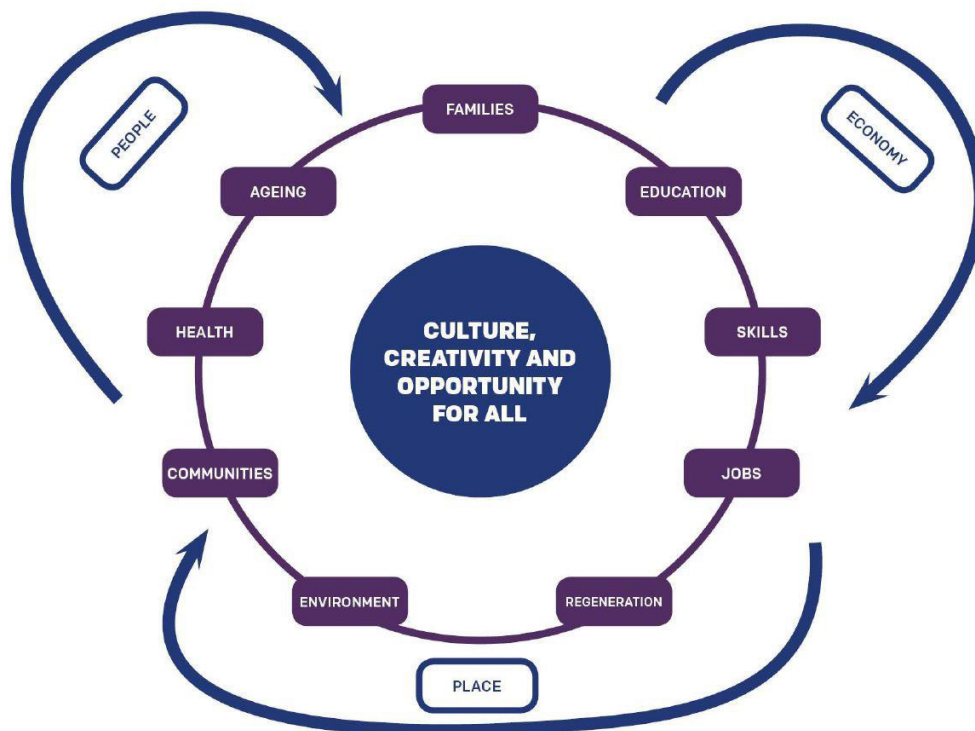 FAMILIES
PEOPLE
ECONOMY
AGEING
EDUCATION
CULTURE,
CREATIVITY AND
OPPORTUNITY
FOR ALL
HEALTH
SKILLS
COMMUNITIES
JOBS
ENVIRONMENT
REGENERATION
PLACE